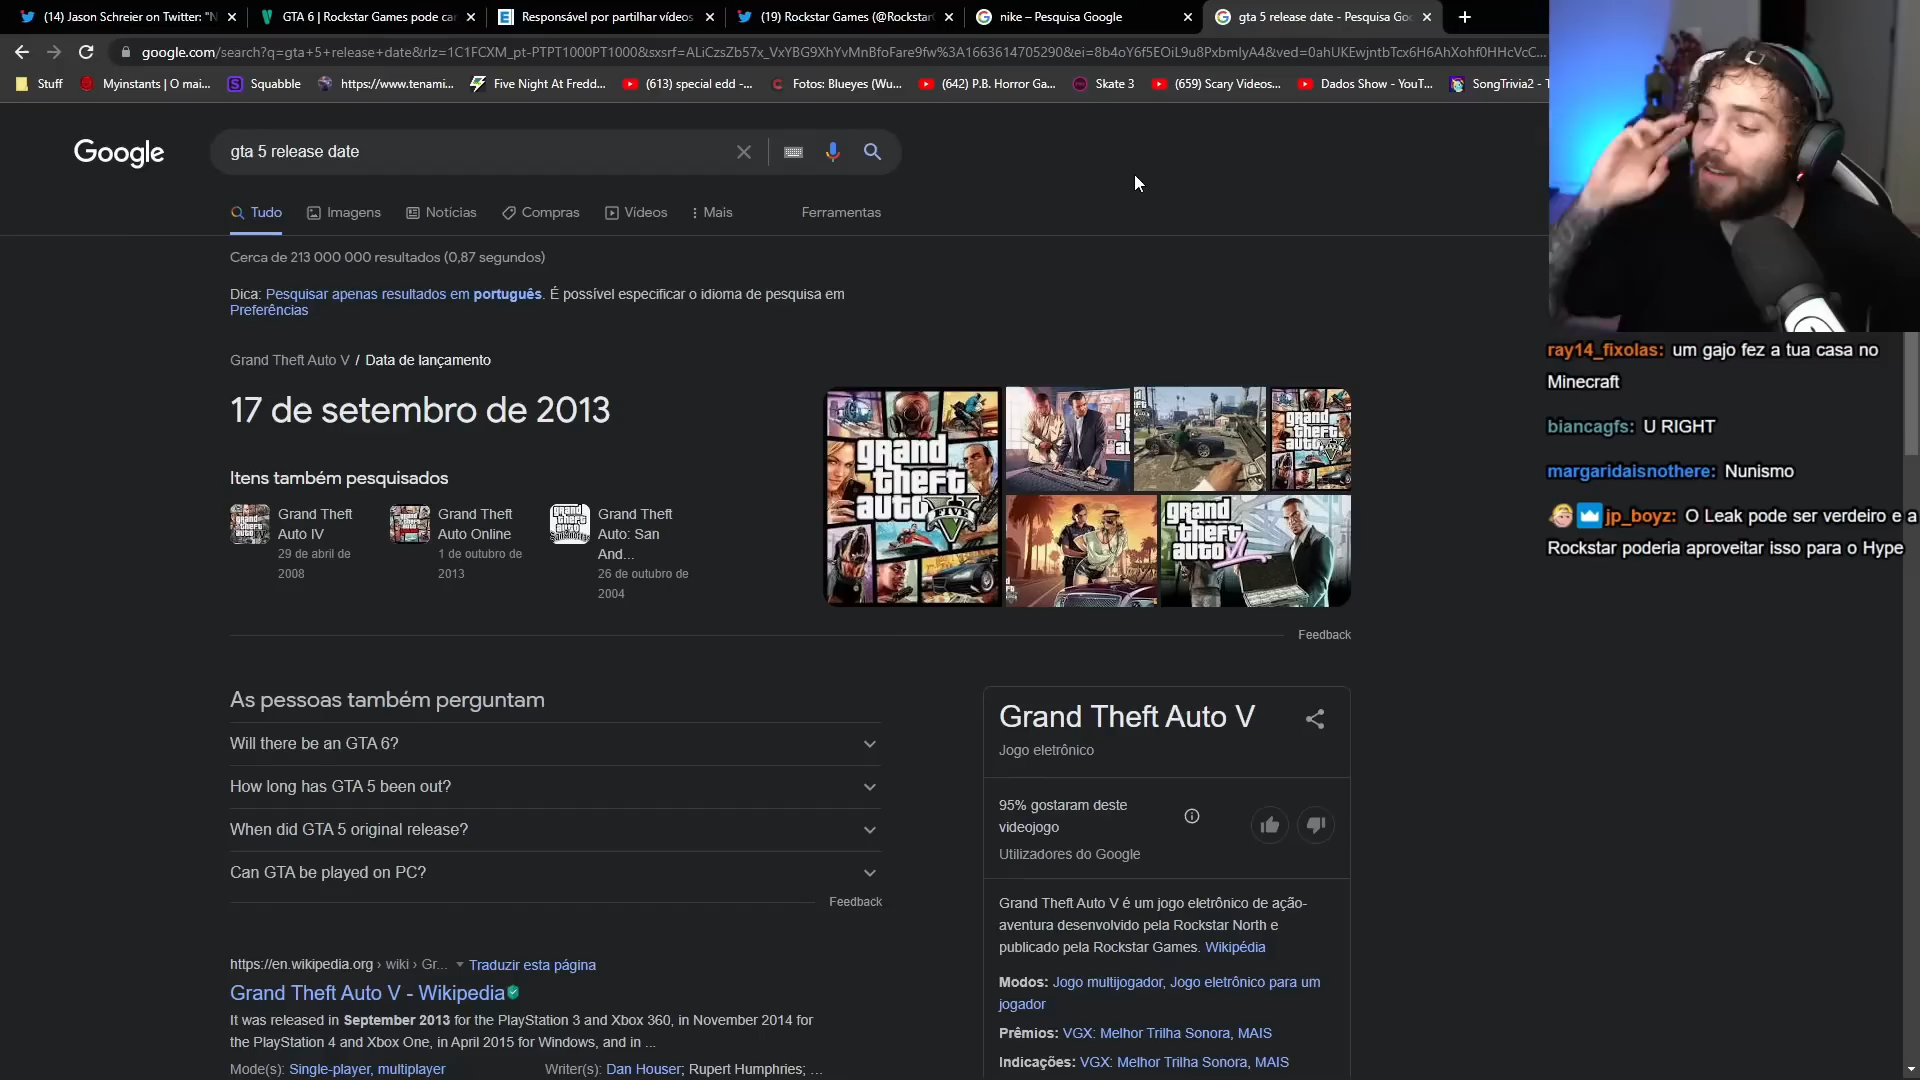 (14) Jason Schreier on Twitter: "N
GTA 6 | Rockstar Games pode car
Responsável por partilhar vídeos
(19) Rockstar Games (@Rockstar
nike – Pesquisa Google
gta 5 release date - Pesquisa Goo
google.com/search?q=gta+5+release+date&rlz=1C1FCXM_pt-PTPT1000PT1000&sxsrf=ALiCzsZb57x_VxYBG9XhYvMnBfoFare9fw%3A1663614705290&ei=8b4oY6f5EOiL9u8PxbmIyA4&ved=0ahUKEwjntbTcx6H6AhXohf0HHcVcC...
Stuff
Myinstants | O mai...
Squabble
https://www.tenami...
Five Night At Fredd...
(613) special edd -...
Fotos: Blueyes (Wu...
(642) P.B. Horror Ga...
Skate 3
(659) Scary Videos...
Dados Show - YouT...
SongTrivia2 - T
Google
gta 5 release date
Tudo
Imagens
Notícias
Compras
Vídeos
Mais
Ferramentas
Cerca de 213 000 000 resultados (0,87 segundos)
Dica: Pesquisar apenas resultados em português. É possível especificar o idioma de pesquisa em
Preferências
Grand Theft Auto V / Data de lançamento
17 de setembro de 2013
Itens também pesquisados
Grand Theft
Auto IV
29 de abril de
2008
Grand Theft
Auto Online
1 de outubro de
2013
Grand Theft
Auto: San
And...
26 de outubro de
2004
grand
theft
auto
V
grand
theft
auto
grand
theft
auto
Feedback
As pessoas também perguntam
Will there be an GTA 6?
How long has GTA 5 been out?
When did GTA 5 original release?
Can GTA be played on PC?
Feedback
https://en.wikipedia.org › wiki › Gr...
Traduzir esta página
Grand Theft Auto V - Wikipedia
It was released in September 2013 for the PlayStation 3 and Xbox 360, in November 2014 for
the PlayStation 4 and Xbox One, in April 2015 for Windows, and in ...
Mode(s): Single-player, multiplayer
Writer(s): Dan Houser; Rupert Humphries; ...
Grand Theft Auto V
Jogo eletrônico
95% gostaram deste
videojogo
Utilizadores do Google
Grand Theft Auto V é um jogo eletrônico de ação-
aventura desenvolvido pela Rockstar North e
publicado pela Rockstar Games. Wikipédia
Modos: Jogo multijogador, Jogo eletrônico para um
jogador
Prêmios: VGX: Melhor Trilha Sonora, MAIS
Indicações: VGX: Melhor Trilha Sonora, MAIS
ray14_fixolas: um gajo fez a tua casa no
Minecraft
biancagfs: U RIGHT
margaridaisnothere: Nunismo
jp_boyz: O Leak pode ser verdeiro e a
Rockstar poderia aproveitar isso para o Hype